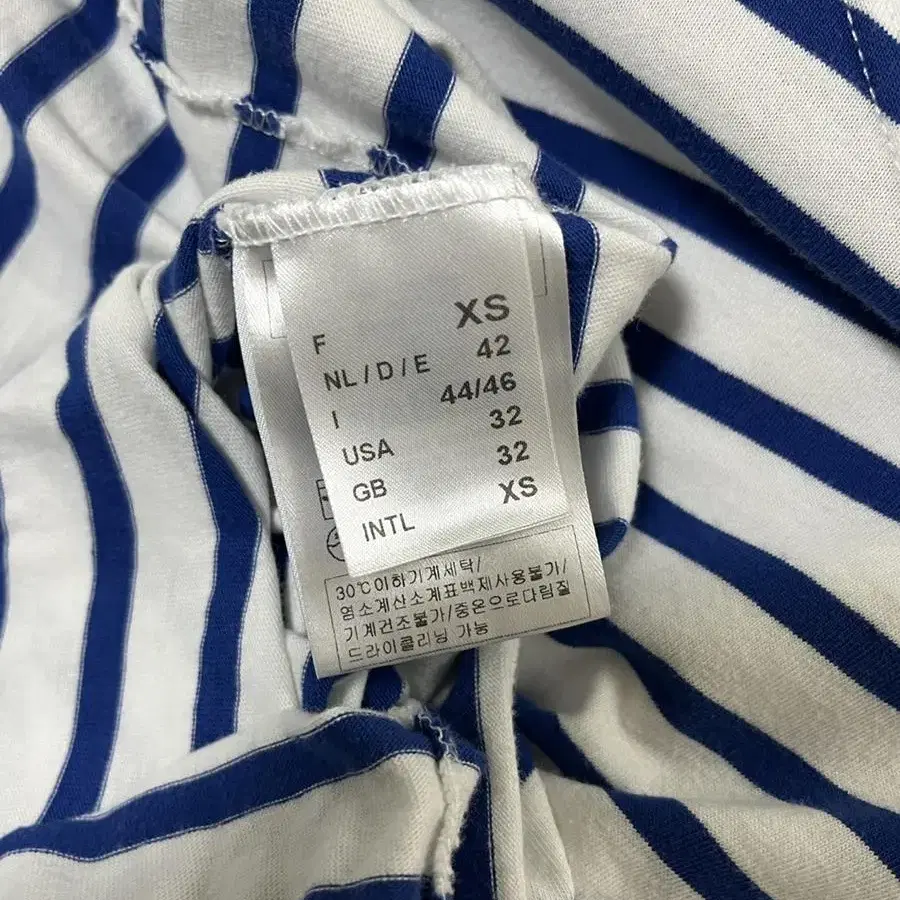 F XS
NL / D / E 42
I 44/46
USA 32
GB 32
INTL XS
30℃이하기계세탁/
염소계산소계표백제사용불가/
기계건조불가/중온으로다림질
드라이클리닝 가능